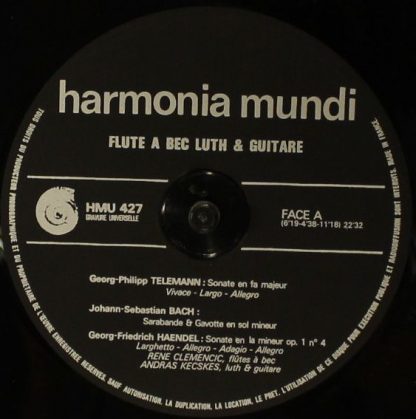 harmonia mundi
FLUTE A BEC LUTH & GUITARE
HMU 427
GRAVURE UNIVERSELLE
FACE A
(6'19-4'38-11'18) 22'32
Georg-Philipp TELEMANN : Sonate en fa majeur
Vivace - Largo - Allegro
Johann-Sebastian BACH :
Sarabande & Gavotte en sol mineur
Georg-Friedrich HAENDEL : Sonate en la mineur op. 1 n° 4
Larghetto - Allegro - Adagio - Allegro
RENE CLEMENCIC, flûtes à bec
ANDRAS KECSKES, luth & guitare
TOUS DROITS DU PRODUCTEUR PHONOGRAPHIQUE ET DU PROPRIETAIRE DE L'ŒUVRE ENREGISTREE RESERVES. SAUF AUTORISATION, LA DUPLICATION, LA LOCATION, LE PRET, L'UTILISATION DE CE DISQUE POUR EXECUTION PUBLIQUE ET RADIODIFFUSION SONT INTERDITS. MADE IN FRANCE.